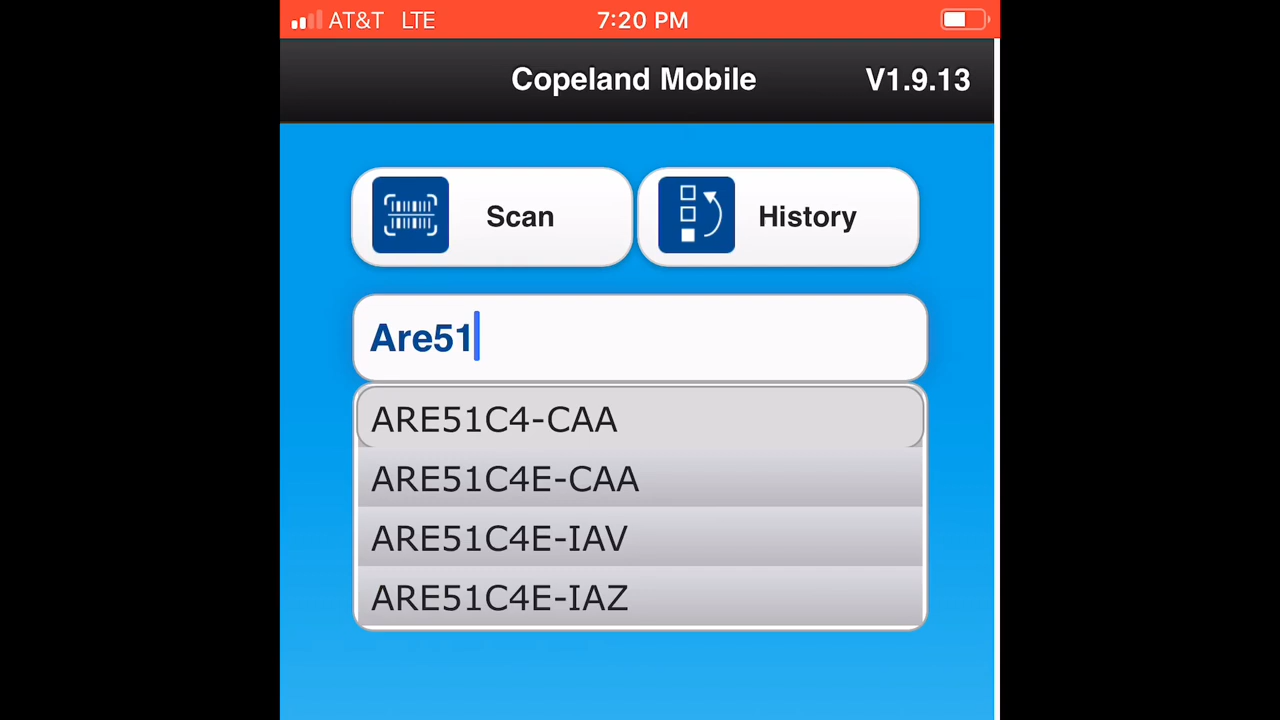 AT&T LTE 7:20 PM
Copeland Mobile V1.9.13
Scan History
Are51
ARE51C4-CAA
ARE51C4E-CAA
ARE51C4E-IAV
ARE51C4E-IAZ